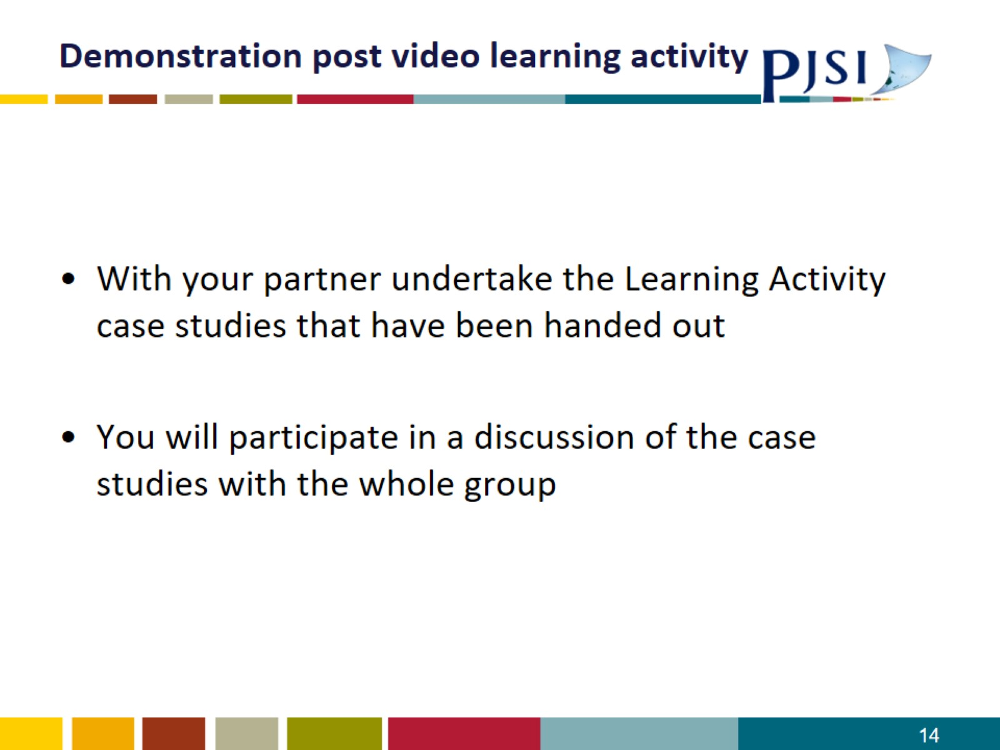 Demonstration post video learning activity
PJSI
• With your partner undertake the Learning Activity
case studies that have been handed out
• You will participate in a discussion of the case
studies with the whole group
14